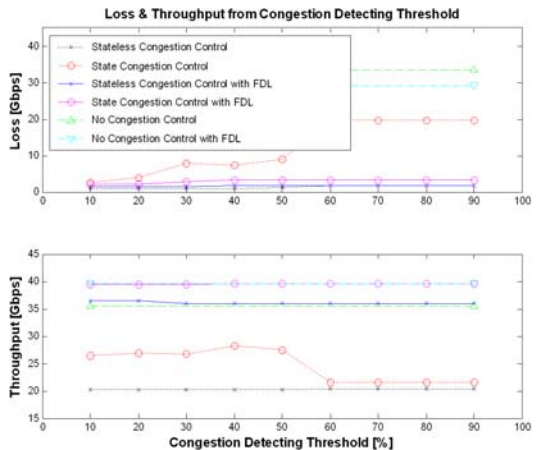 Loss & Throughput from Congestion Detecting Threshold
Loss [Gbps]
40
30
20
10
0
Stateless Congestion Control
State Congestion Control
Stateless Congestion Control with FDL
State Congestion Control with FDL
No Congestion Control
No Congestion Control with FDL
0 10 20 30 40 50 60 70 80 90 100
Throughput [Gbps]
45
40
35
30
25
20
15
0 10 20 30 40 50 60 70 80 90 100
Congestion Detecting Threshold [%]